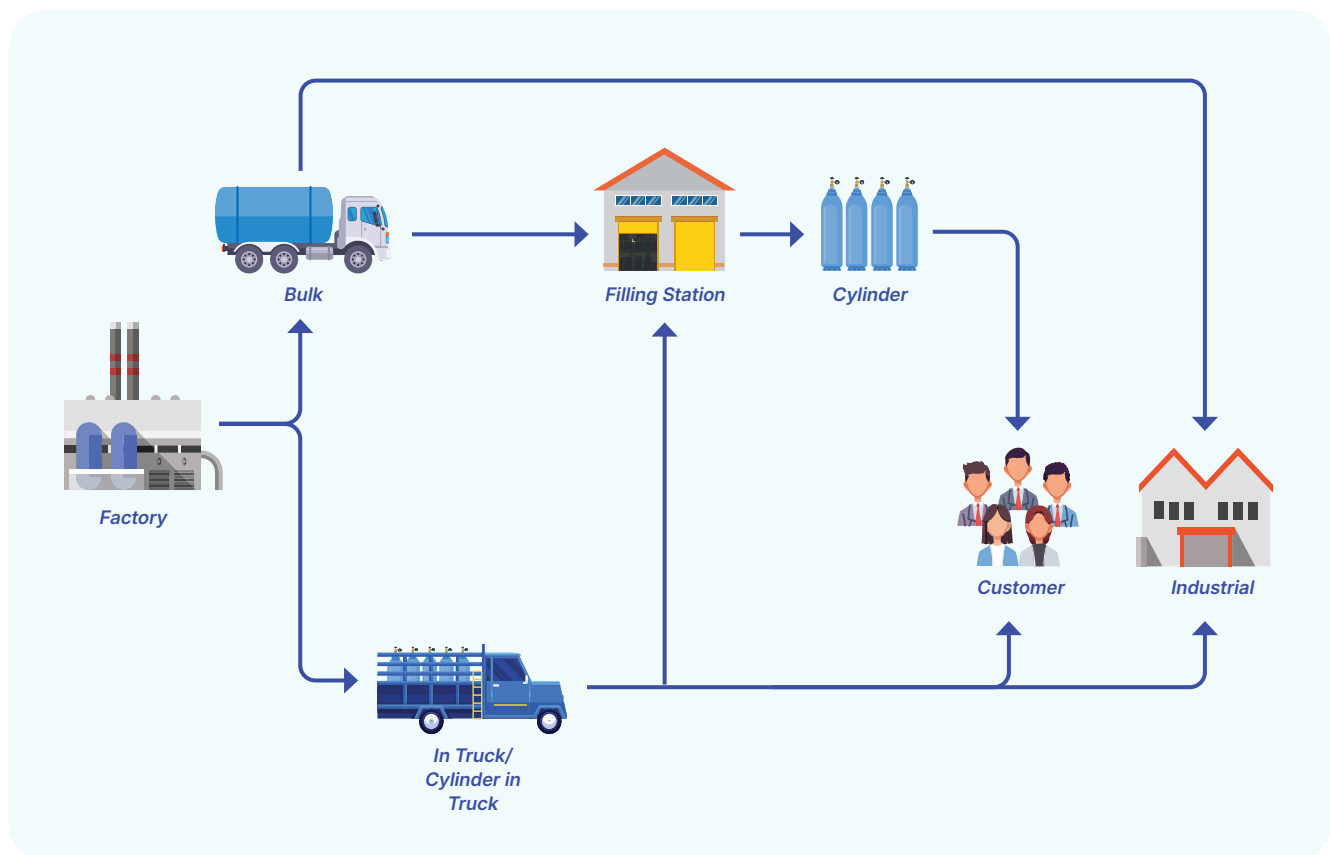 Bulk
Filling Station
Cylinder
Factory
Customer
Industrial
In Truck/
Cylinder in
Truck